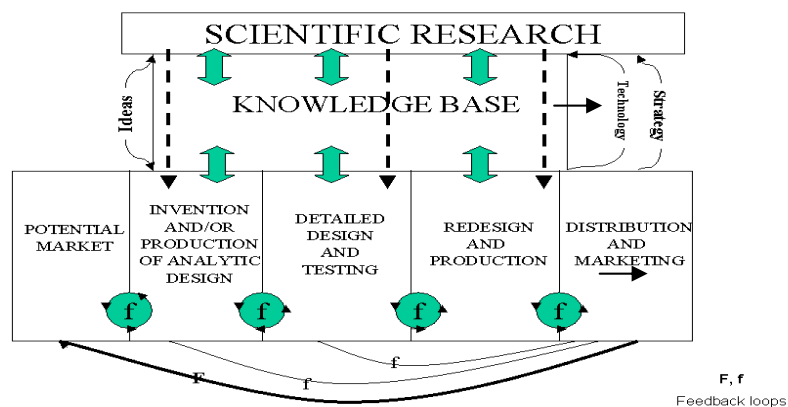 SCIENTIFIC RESEARCH
KNOWLEDGE BASE
Ideas
Technology
Strategy
POTENTIAL
MARKET
INVENTION
AND/OR
PRODUCTION
OF ANALYTIC
DESIGN
DETAILED
DESIGN
AND
TESTING
REDESIGN
AND
PRODUCTION
DISTRIBUTION
AND
MARKETING
f
f
f
f
f
F
f
F, f
Feedback loops